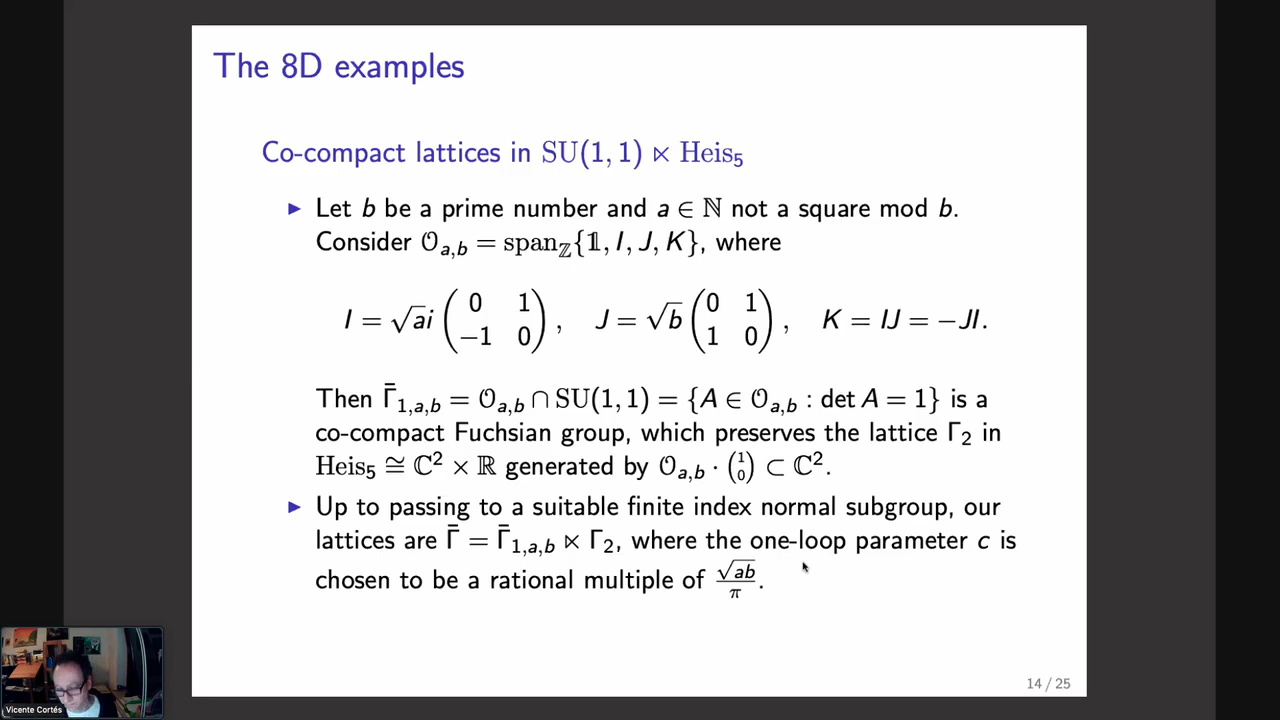 The 8D examples
Co-compact lattices in SU(1, 1) ⋉ Heis₅
▶ Let b be a prime number and a ∈ ℕ not a square mod b.
Consider 𝒪_{a,b} = span_ℤ{𝟙, I, J, K}, where
I = √a i ( 0 1 ; −1 0 ), J = √b ( 0 1 ; 1 0 ), K = IJ = −JI.
Then Γ̄_{1,a,b} = 𝒪_{a,b} ∩ SU(1, 1) = {A ∈ 𝒪_{a,b} : det A = 1} is a
co-compact Fuchsian group, which preserves the lattice Γ₂ in
Heis₅ ≅ ℂ² × ℝ generated by 𝒪_{a,b} · (1 ; 0) ⊂ ℂ².
▶ Up to passing to a suitable finite index normal subgroup, our
lattices are Γ̄ = Γ̄_{1,a,b} ⋉ Γ₂, where the one-loop parameter c is
chosen to be a rational multiple of √ab/π.
14 / 25
Vicente Cortés